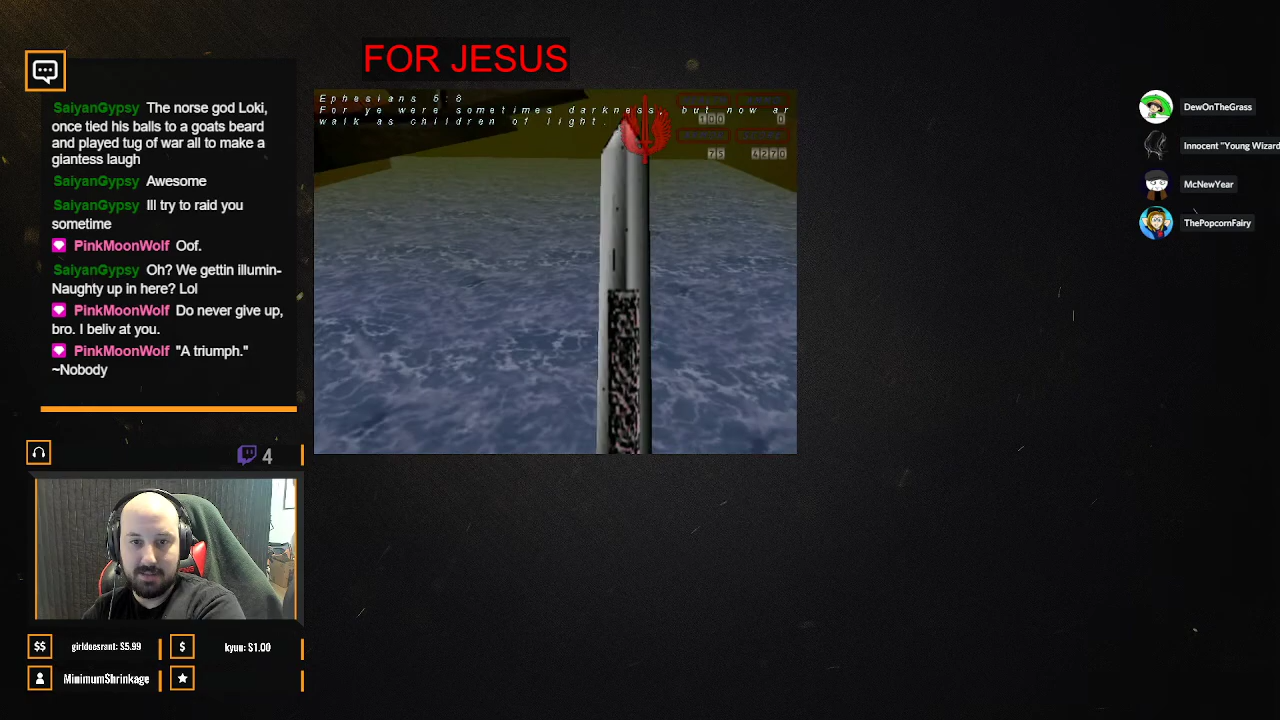 FOR JESUS
SaiyanGypsy The norse god Loki,
once tied his balls to a goats beard
and played tug of war all to make a
giantess laugh
SaiyanGypsy Awesome
SaiyanGypsy Ill try to raid you
sometime
PinkMoonWolf Oof.
SaiyanGypsy Oh? We gettin illumin-
Naughty up in here? Lol
PinkMoonWolf Do never give up,
bro. I beliv at you.
PinkMoonWolf "A triumph."
~Nobody
4
girldoesrant: $5.99
kyuu: $1.00
MinimumShrinkage
$$
$
Ephesians 5:8
For ye were sometimes darkness, but now ar
walk as children of light.
100 0
75 4270
DewOnTheGrass
Innocent "Young Wizard
McNewYear
ThePopcornFairy